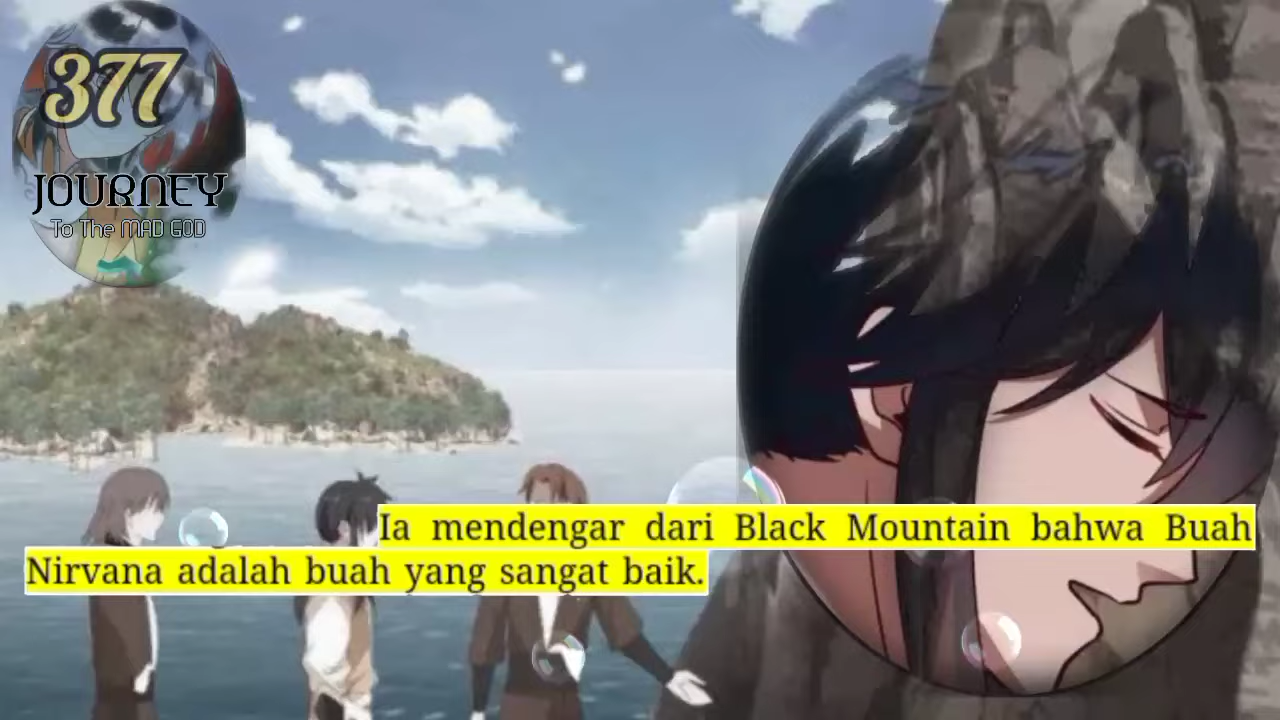 377
JOURNEY
To The MAD GOD
Ia mendengar dari Black Mountain bahwa Buah
Nirvana adalah buah yang sangat baik.